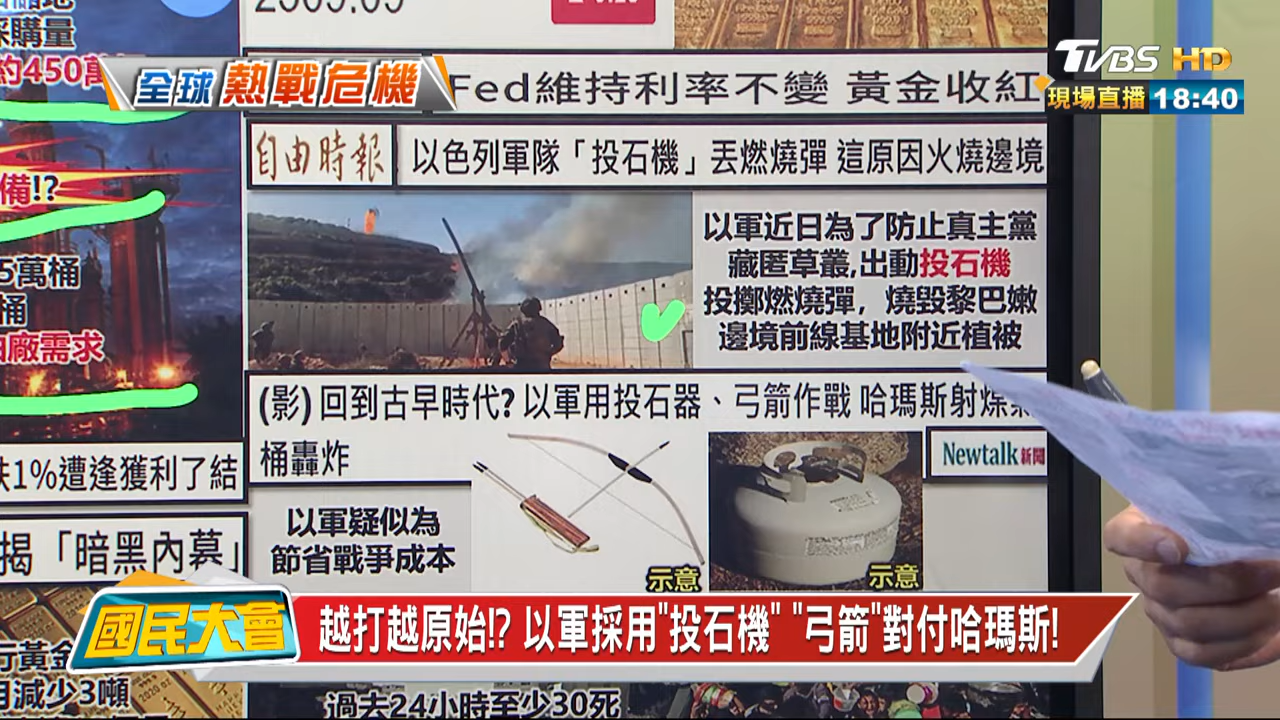 採購量
約450萬
全球 熱戰危機
TVBS HD
現場直播 18:40
Fed維持利率不變 黃金收紅
自由時報
以色列軍隊「投石機」丟燃燒彈 這原因火燒邊境
備!?
5萬桶
桶
廠需求
以軍近日為了防止真主黨
藏匿草叢,出動投石機
投擲燃燒彈，燒毀黎巴嫩
邊境前線基地附近植被
(影)回到古早時代?以軍用投石器、弓箭作戰 哈瑪斯射煤
桶轟炸
Newtalk新聞
跌1%遭逢獲利了結
揭「暗黑內幕」
以軍疑似為
節省戰爭成本
示意
示意
國民大會
越打越原始!? 以軍採用"投石機" "弓箭"對付哈瑪斯!
行黃金
月減少3噸
過去24小時至少30死